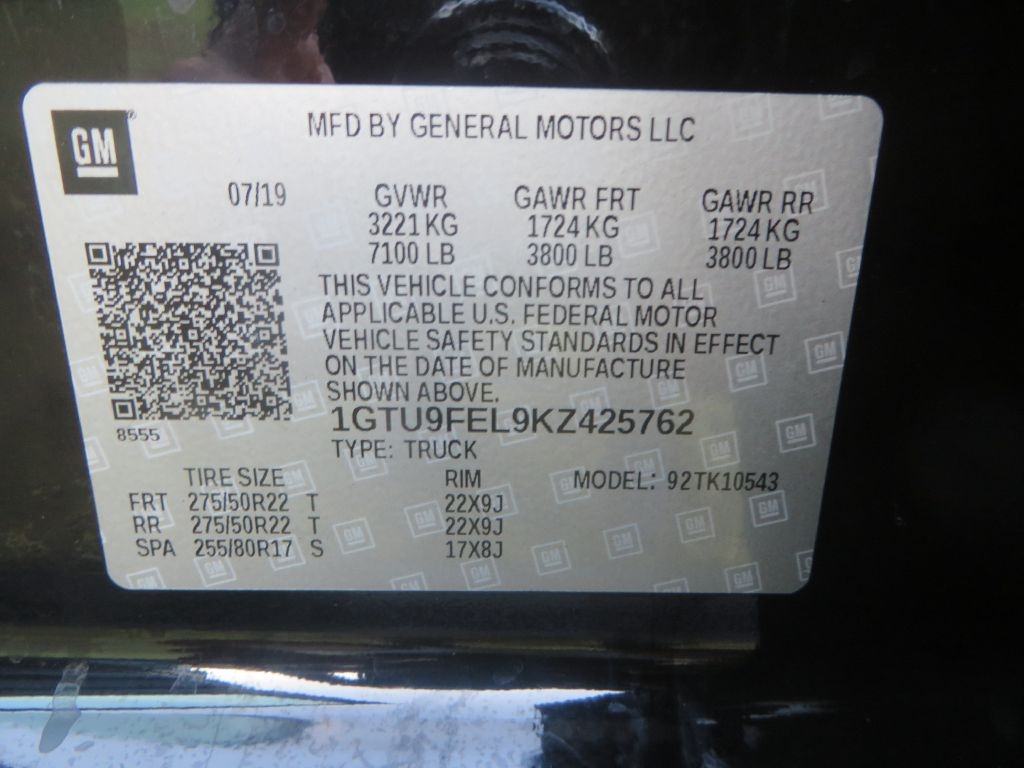 GM
MFD BY GENERAL MOTORS LLC
07/19 GVWR GAWR FRT GAWR RR
3221 KG 1724 KG 1724 KG
7100 LB 3800 LB 3800 LB
THIS VEHICLE CONFORMS TO ALL
APPLICABLE U.S. FEDERAL MOTOR
VEHICLE SAFETY STANDARDS IN EFFECT
ON THE DATE OF MANUFACTURE
SHOWN ABOVE.
8555
1GTU9FEL9KZ425762
TYPE: TRUCK
TIRE SIZE RIM MODEL: 92TK10543
FRT 275/50R22 T 22X9J
RR 275/50R22 T 22X9J
SPA 255/80R17 S 17X8J